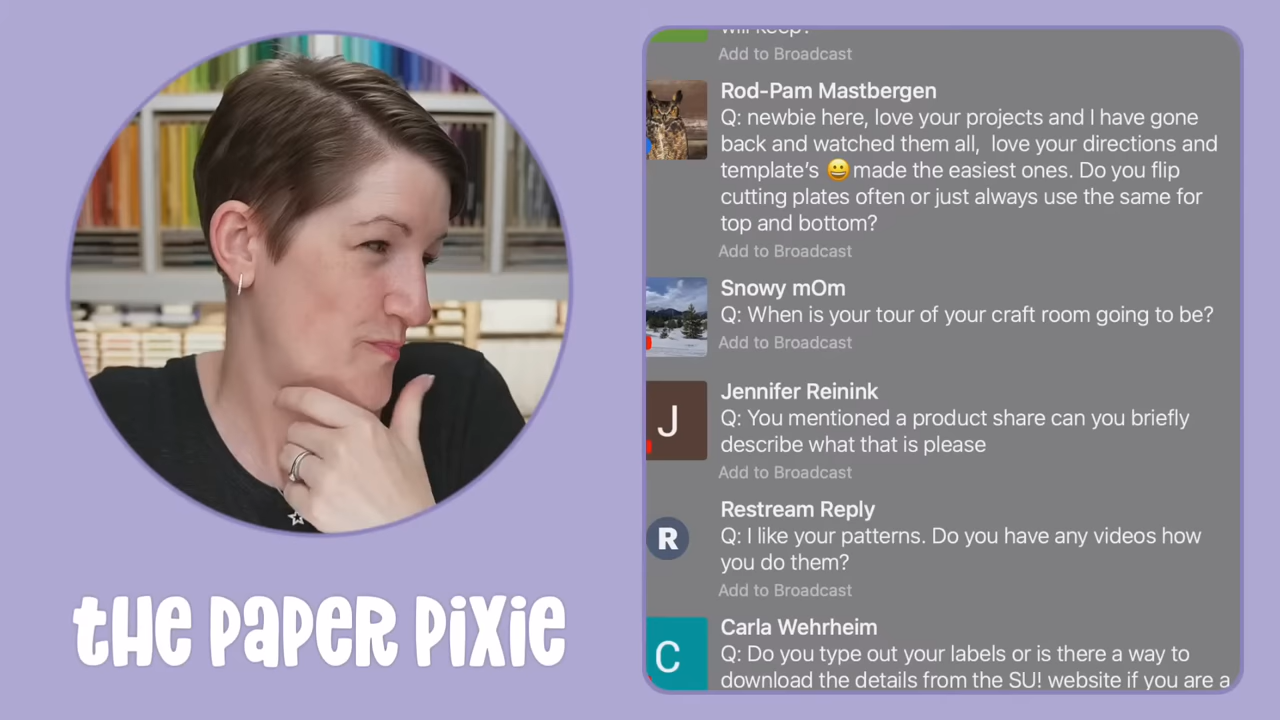 will keep?
Add to Broadcast
Rod-Pam Mastbergen
Q: newbie here, love your projects and I have gone
back and watched them all,  love your directions and
template's 😀 made the easiest ones. Do you flip
cutting plates often or just always use the same for
top and bottom?
Add to Broadcast
Snowy mOm
Q: When is your tour of your craft room going to be?
Add to Broadcast
J
Jennifer Reinink
Q: You mentioned a product share can you briefly
describe what that is please
Add to Broadcast
R
Restream Reply
Q: I like your patterns. Do you have any videos how
you do them?
Add to Broadcast
C
Carla Wehrheim
Q: Do you type out your labels or is there a way to
download the details from the SU! website if you are a
tHE PaPER PiXiE